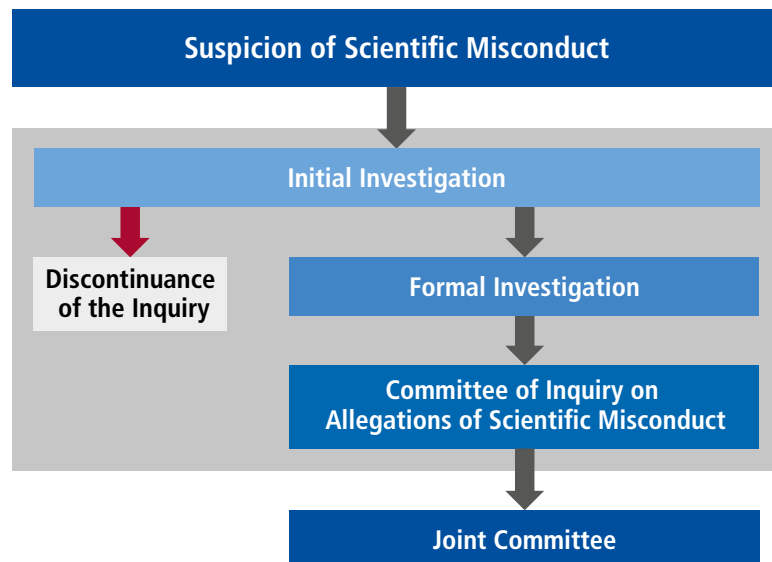 Suspicion of Scientific Misconduct
Initial Investigation
Discontinuance
of the Inquiry
Formal Investigation
Committee of Inquiry on
Allegations of Scientific Misconduct
Joint Committee